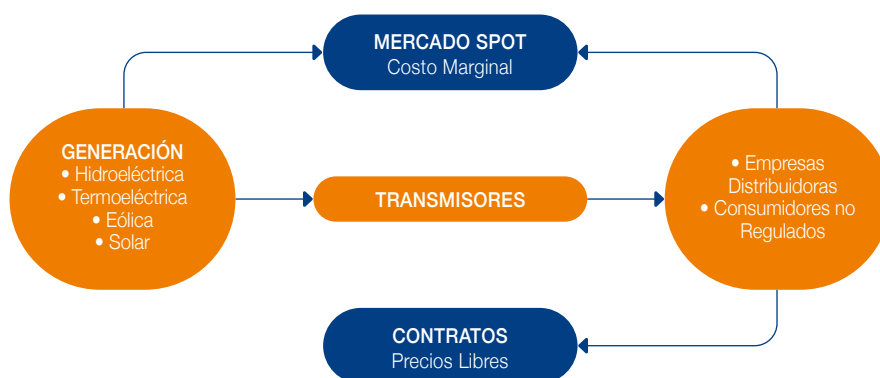 MERCADO SPOT
Costo Marginal
GENERACIÓN
• Hidroeléctrica
• Termoeléctrica
• Eólica
• Solar
TRANSMISORES
• Empresas
Distribuidoras
• Consumidores no
Regulados
CONTRATOS
Precios Libres